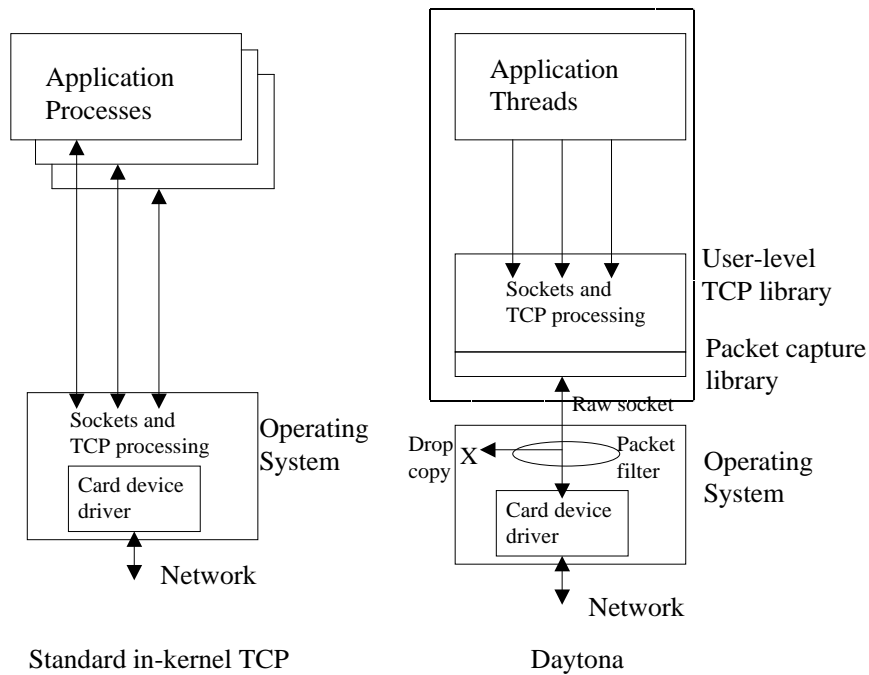 Application
Processes
Sockets and
TCP processing
Operating
System
Card device
driver
Network
Standard in-kernel TCP
Application
Threads
User-level
TCP library
Sockets and
TCP processing
Packet capture
library
Raw socket
Drop
copy
X
Packet
filter
Operating
System
Card device
driver
Network
Daytona